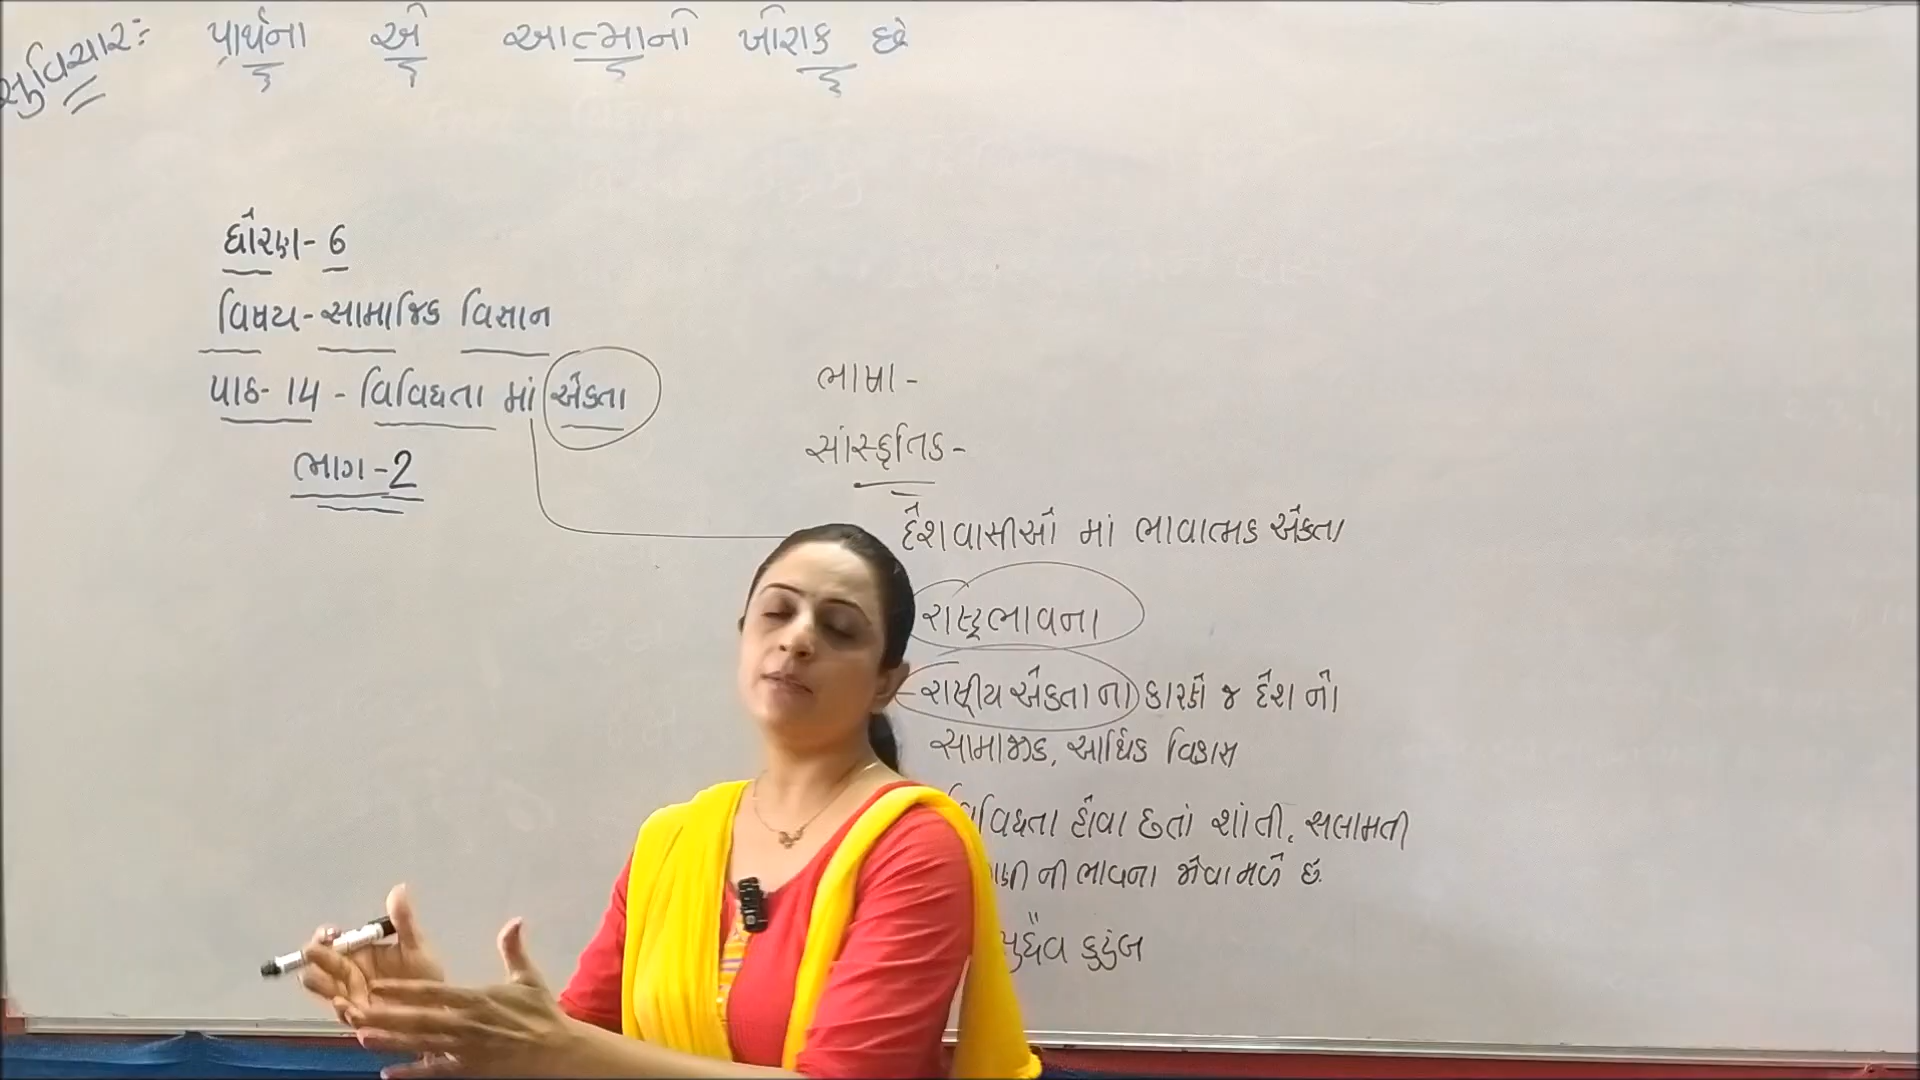 સુવિચાર:- પ્રાર્થના એ આત્માનો ખોરાક છે
ધોરણ- 6
વિષય- સામાજિક વિજ્ઞાન
પાઠ- 14 - વિવિધતા માં એકતા
ભાગ-2
ભાષા-
સાંસ્કૃતિક-
દેશવાસીઓ માં ભાવાત્મક એકતા
રાષ્ટ્રભાવના
રાષ્ટ્રીય એકતા ના કારણે જ દેશ નો
સામાજીક, આર્થિક વિકાસ
વિવિધતા હોવા છતાં શાંતી, સલામતી
ની ભાવના જોવા મળે છે.
કુટુંબ